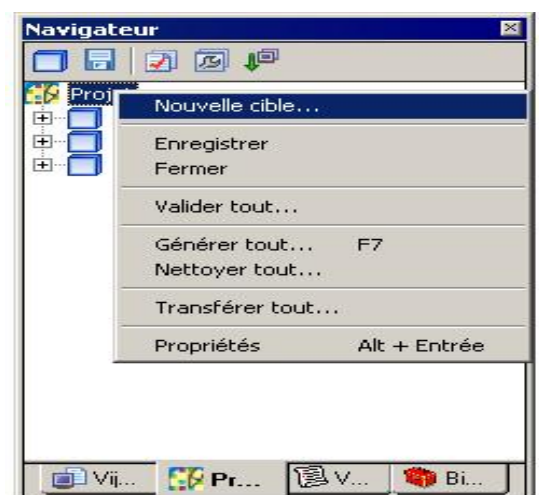 Navigateur
Proj
Nouvelle cible...
Enregistrer
Fermer
Valider tout...
Générer tout... F7
Nettoyer tout...
Transférer tout...
Propriétés Alt + Entrée
Vij... Pr... V... Bi...